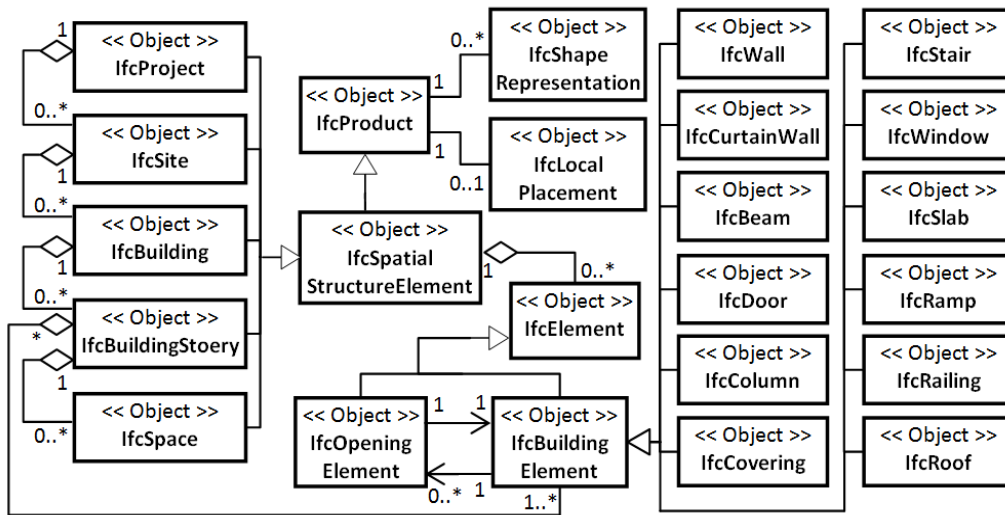 1
<< Object >>
IfcProject
0..*
<< Object >>
IfcSite
1
0..*
<< Object >>
IfcBuilding
1
0..*
<< Object >>
IfcBuildingStoery
*
1
<< Object >>
IfcSpace
0..*
<< Object >>
IfcProduct
1
0..*
<< Object >>
IfcShape
Representation
1
0..1
<< Object >>
IfcLocal
Placement
<< Object >>
IfcSpatial
StructureElement
1
0..*
<< Object >>
IfcElement
<< Object >>
IfcOpening
Element
1
1
0..*
1
<< Object >>
IfcBuilding
Element
1..*
<< Object >>
IfcWall
<< Object >>
IfcCurtainWall
<< Object >>
IfcBeam
<< Object >>
IfcDoor
<< Object >>
IfcColumn
<< Object >>
IfcCovering
<< Object >>
IfcStair
<< Object >>
IfcWindow
<< Object >>
IfcSlab
<< Object >>
IfcRamp
<< Object >>
IfcRailing
<< Object >>
IfcRoof